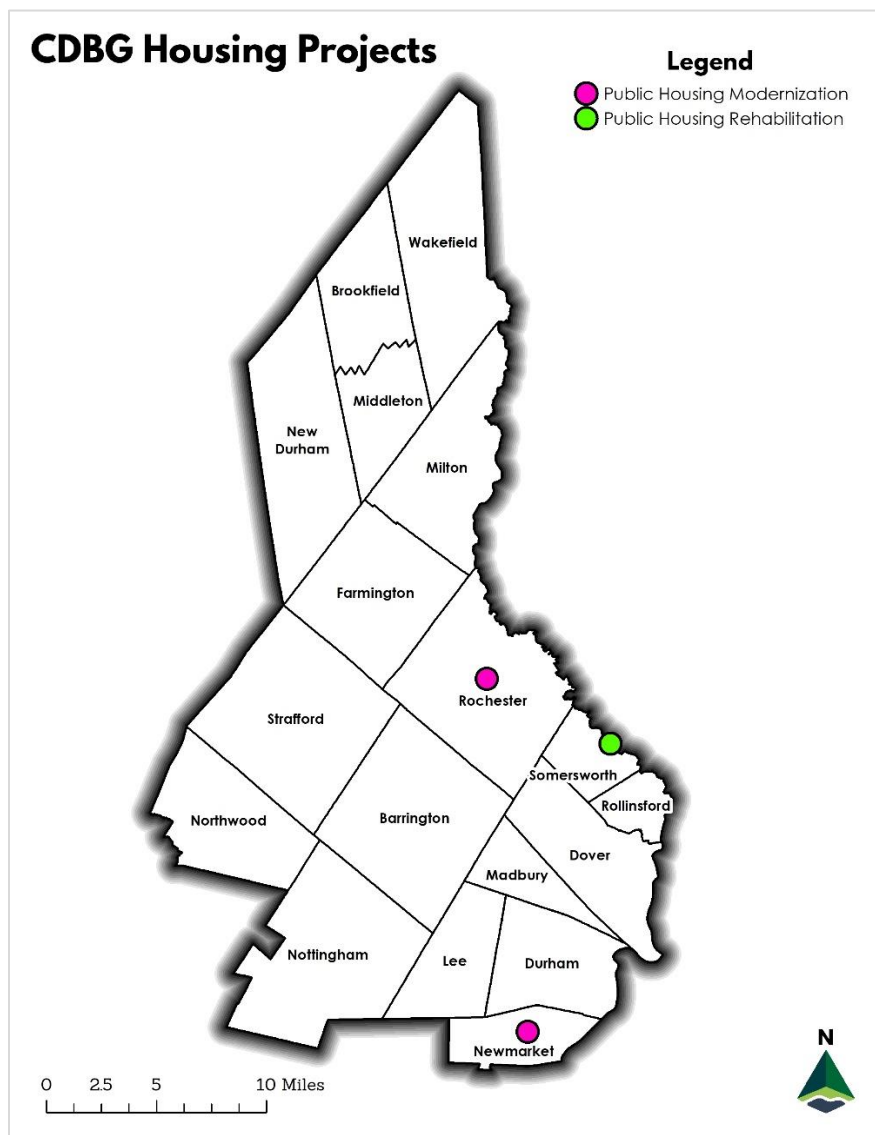 CDBG Housing Projects
Legend
Public Housing Modernization
Public Housing Rehabilitation
Wakefield
Brookfield
Middleton
New
Durham
Milton
Farmington
Rochester
Strafford
Somersworth
Rollinsford
Northwood
Barrington
Dover
Madbury
Nottingham
Lee
Durham
Newmarket
N
0 2.5 5 10 Miles